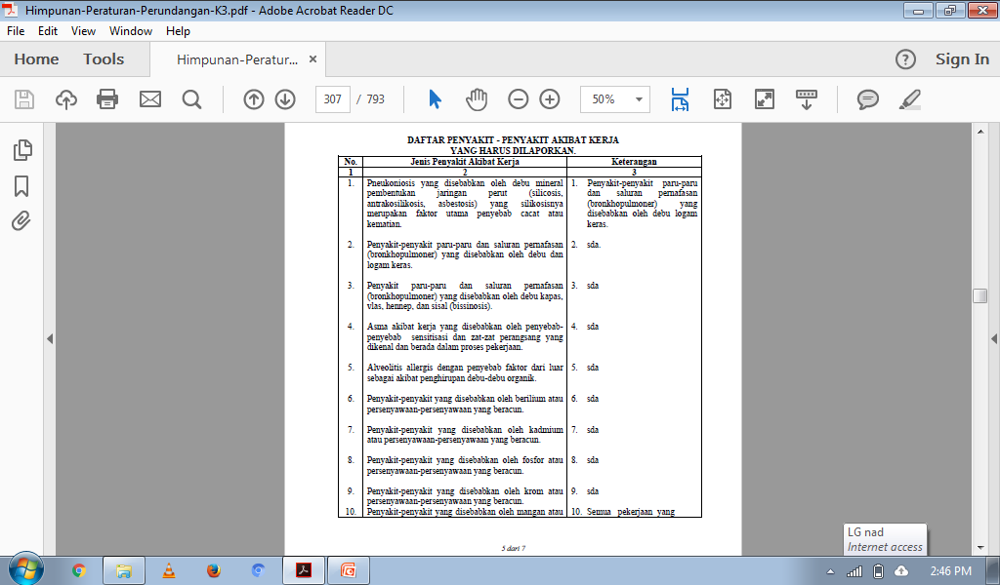 Himpunan-Peraturan-Perundangan-K3.pdf - Adobe Acrobat Reader DC
File Edit View Window Help
Home Tools Himpunan-Peratur... × Sign In
307 / 793 50%
DAFTAR PENYAKIT - PENYAKIT AKIBAT KERJA
YANG HARUS DILAPORKAN.
No. Jenis Penyakit Akibat Kerja Keterangan
1 2 3
1. Pneukoniosis yang disebabkan oleh debu mineral 1. Penyakit-penyakit paru-paru
pembentukan jaringan perut (silicosis, dan saluran pernafasan
antrakosilikosis, asbestosis) yang silikosisnya (bronkhopulmoner) yang
merupakan faktor utama penyebab cacat atau disebabkan oleh debu logam
kematian. keras.
2. Penyakit-penyakit paru-paru dan saluran pernafasan 2. sda.
(bronkhopulmoner) yang disebabkan oleh debu dan
logam keras.
3. Penyakit paru-paru dan saluran pernafasan 3. sda
(bronkhopulmoner) yang disebabkan oleh debu kapas,
vlas, hennep, dan sisal (bissinosis).
4. Asma akibat kerja yang disebabkan oleh penyebab- 4. sda
penyebab sensitisasi dan zat-zat perangsang yang
dikenal dan berada dalam proses pekerjaan.
5. Alveolitis allergis dengan penyebab faktor dari luar 5. sda
sebagai akibat penghirupan debu-debu organik.
6. Penyakit-penyakit yang disebabkan oleh berilium atau 6. sda
persenyawaan-persenyawaan yang beracun.
7. Penyakit-penyakit yang disebabkan oleh kadmium 7. sda
atau persenyawaan-persenyawaan yang beracun.
8. Penyakit-penyakit yang disebabkan oleh fosfor atau 8. sda
persenyawaan-persenyawaan yang beracun.
9. Penyakit-penyakit yang disebabkan oleh krom atau 9. sda
persenyawaan-persenyawaan yang beracun.
10. Penyakit-penyakit yang disebabkan oleh mangan atau 10. Semua pekerjaan yang
5 dari 7
LG nad
Internet access
2:46 PM